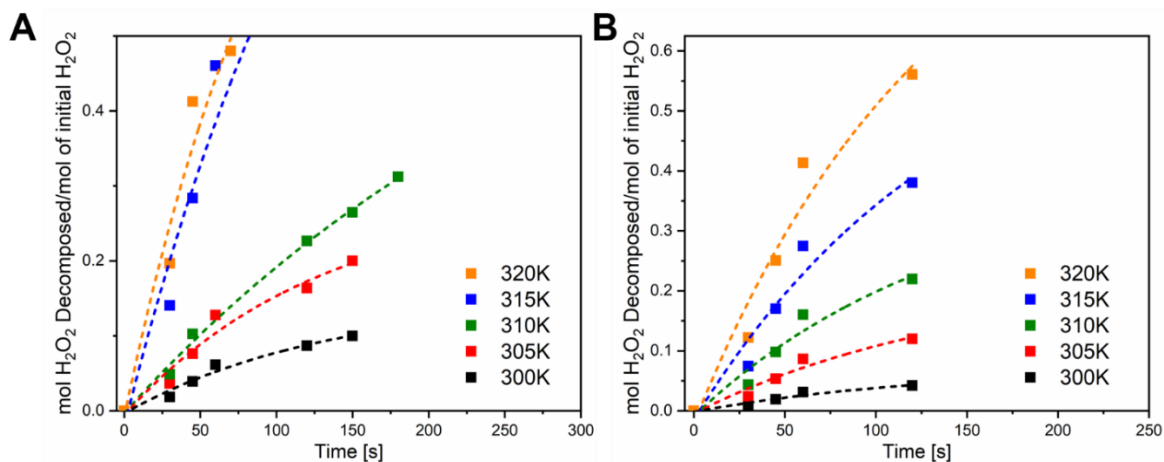 A
mol H₂O₂ Decomposed/mol of initial H₂O₂
0.4
0.2
0.0
320K
315K
310K
305K
300K
0 50 100 150 200 250 300
Time [s]
B
mol H₂O₂ Decomposed/mol of initial H₂O₂
0.6
0.5
0.4
0.3
0.2
0.1
0.0
320K
315K
310K
305K
300K
0 50 100 150 200 250
Time [s]